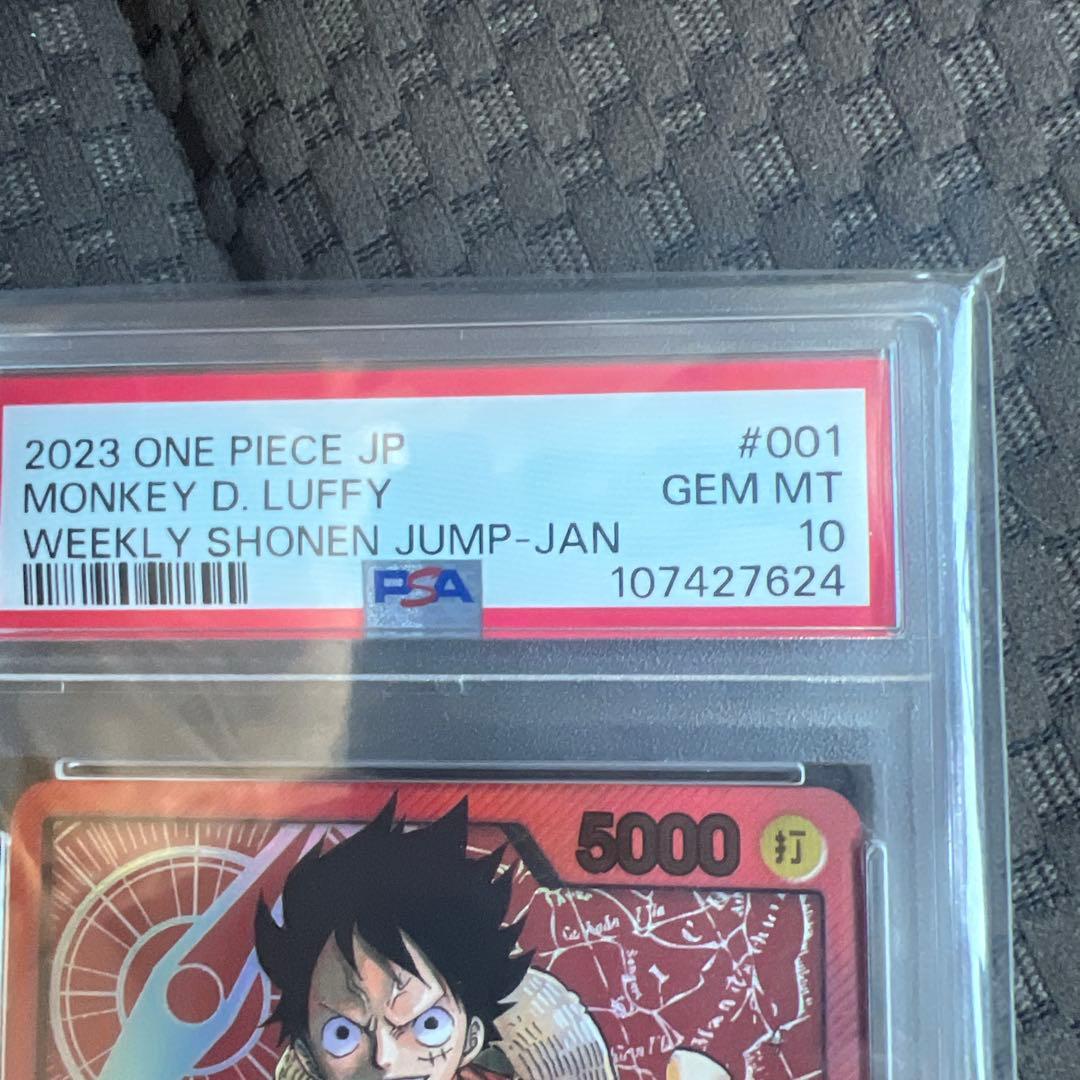 2023 ONE PIECE JP #001
MONKEY D. LUFFY GEM MT
WEEKLY SHONEN JUMP-JAN 10
PSA 107427624
5000 打